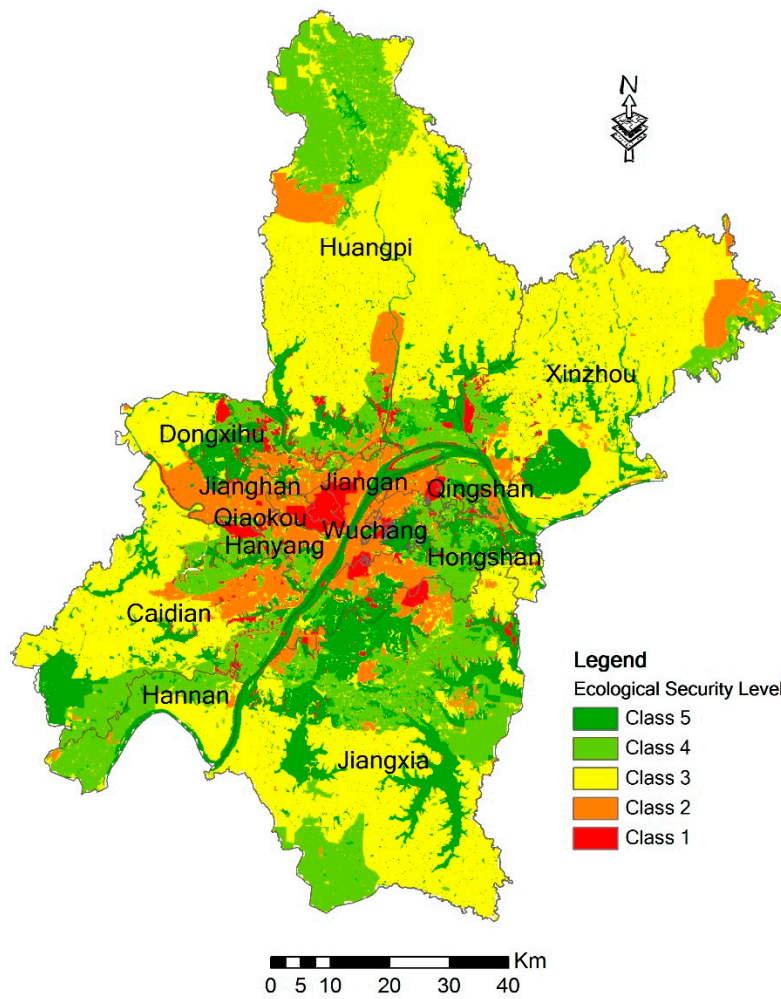 N
Huangpi
Xinzhou
Dongxihu
Jianghan
Jiangan
Qingshan
Qiaokou
Wuchang
Hanyang
Hongshan
Caidian
Hannan
Jiangxia
Legend
Ecological Security Level
Class 5
Class 4
Class 3
Class 2
Class 1
Km
0 5 10 20 30 40